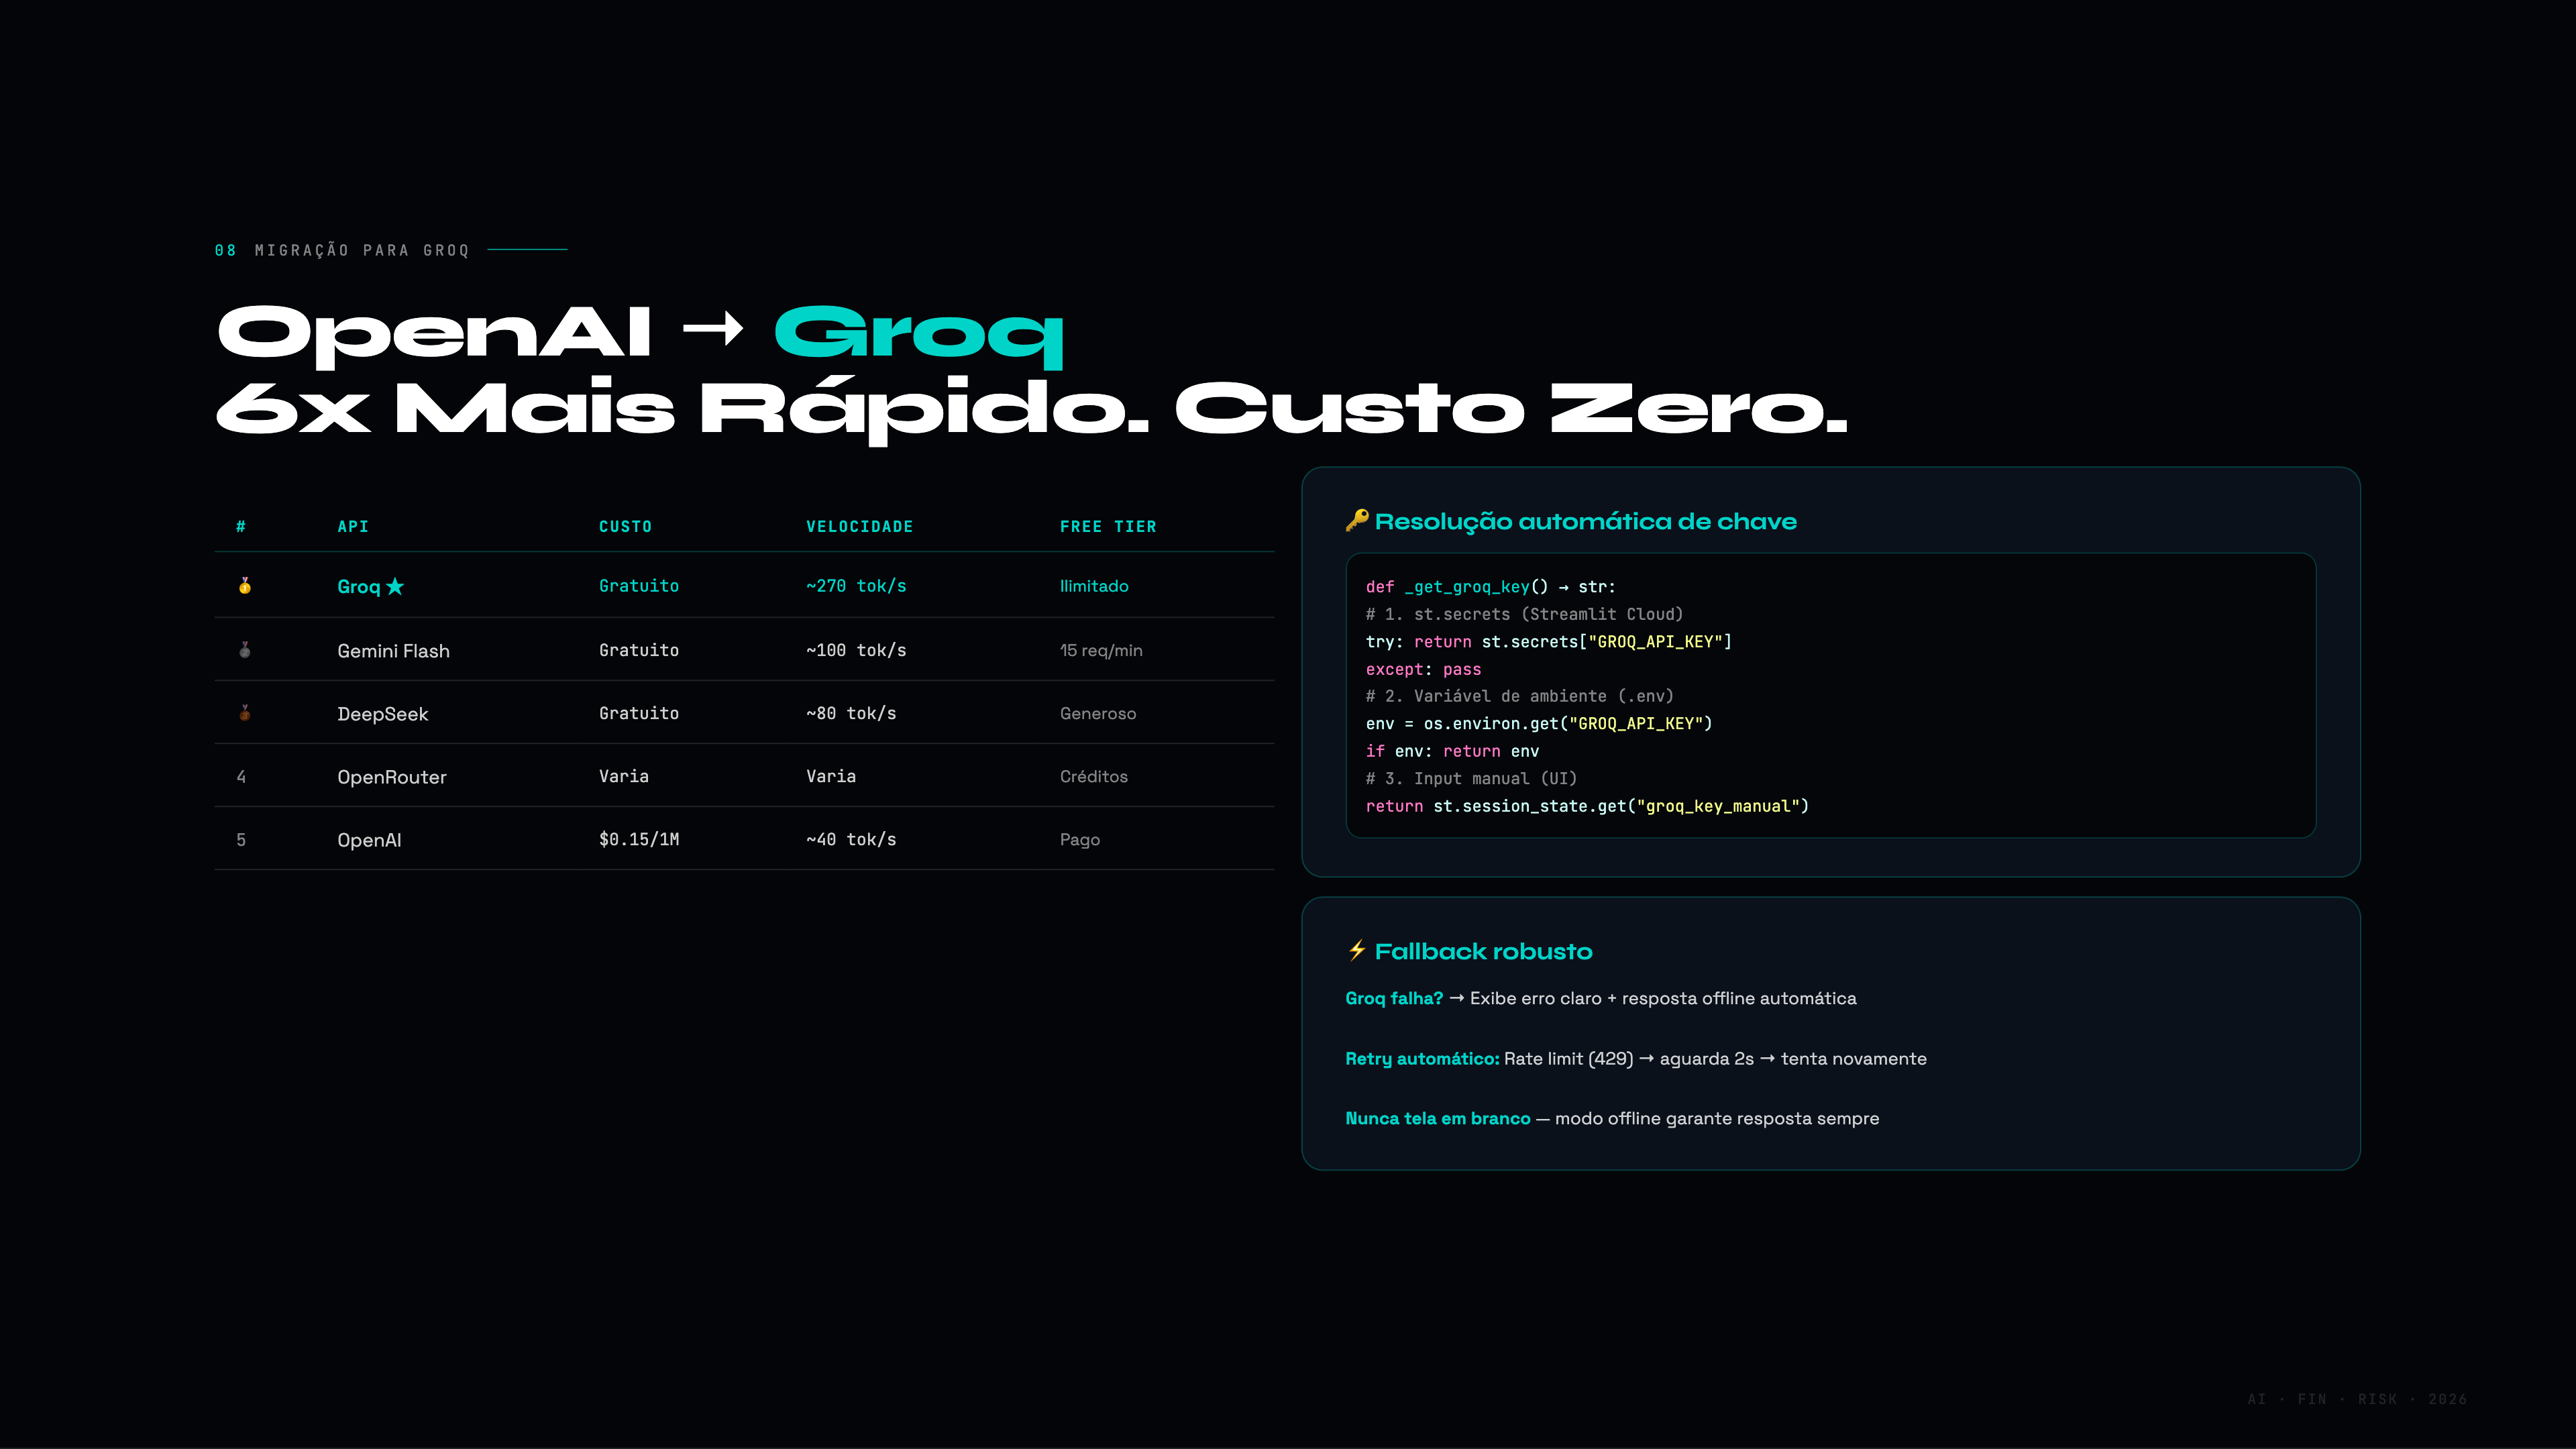 08 MIGRAÇÃO PARA GROQ
OpenAI → Groq
6x Mais Rápido. Custo Zero.
# API CUSTO VELOCIDADE FREE TIER
🥇 Groq ★ Gratuito ~270 tok/s Ilimitado
🥈 Gemini Flash Gratuito ~100 tok/s 15 req/min
🥉 DeepSeek Gratuito ~80 tok/s Generoso
4 OpenRouter Varia Varia Créditos
5 OpenAI $0.15/1M ~40 tok/s Pago
🔑 Resolução automática de chave
def _get_groq_key() → str:
# 1. st.secrets (Streamlit Cloud)
try: return st.secrets["GROQ_API_KEY"]
except: pass
# 2. Variável de ambiente (.env)
env = os.environ.get("GROQ_API_KEY")
if env: return env
# 3. Input manual (UI)
return st.session_state.get("groq_key_manual")
⚡ Fallback robusto
Groq falha? → Exibe erro claro + resposta offline automática
Retry automático: Rate limit (429) → aguarda 2s → tenta novamente
Nunca tela em branco — modo offline garante resposta sempre
AI · FIN · RISK · 2026